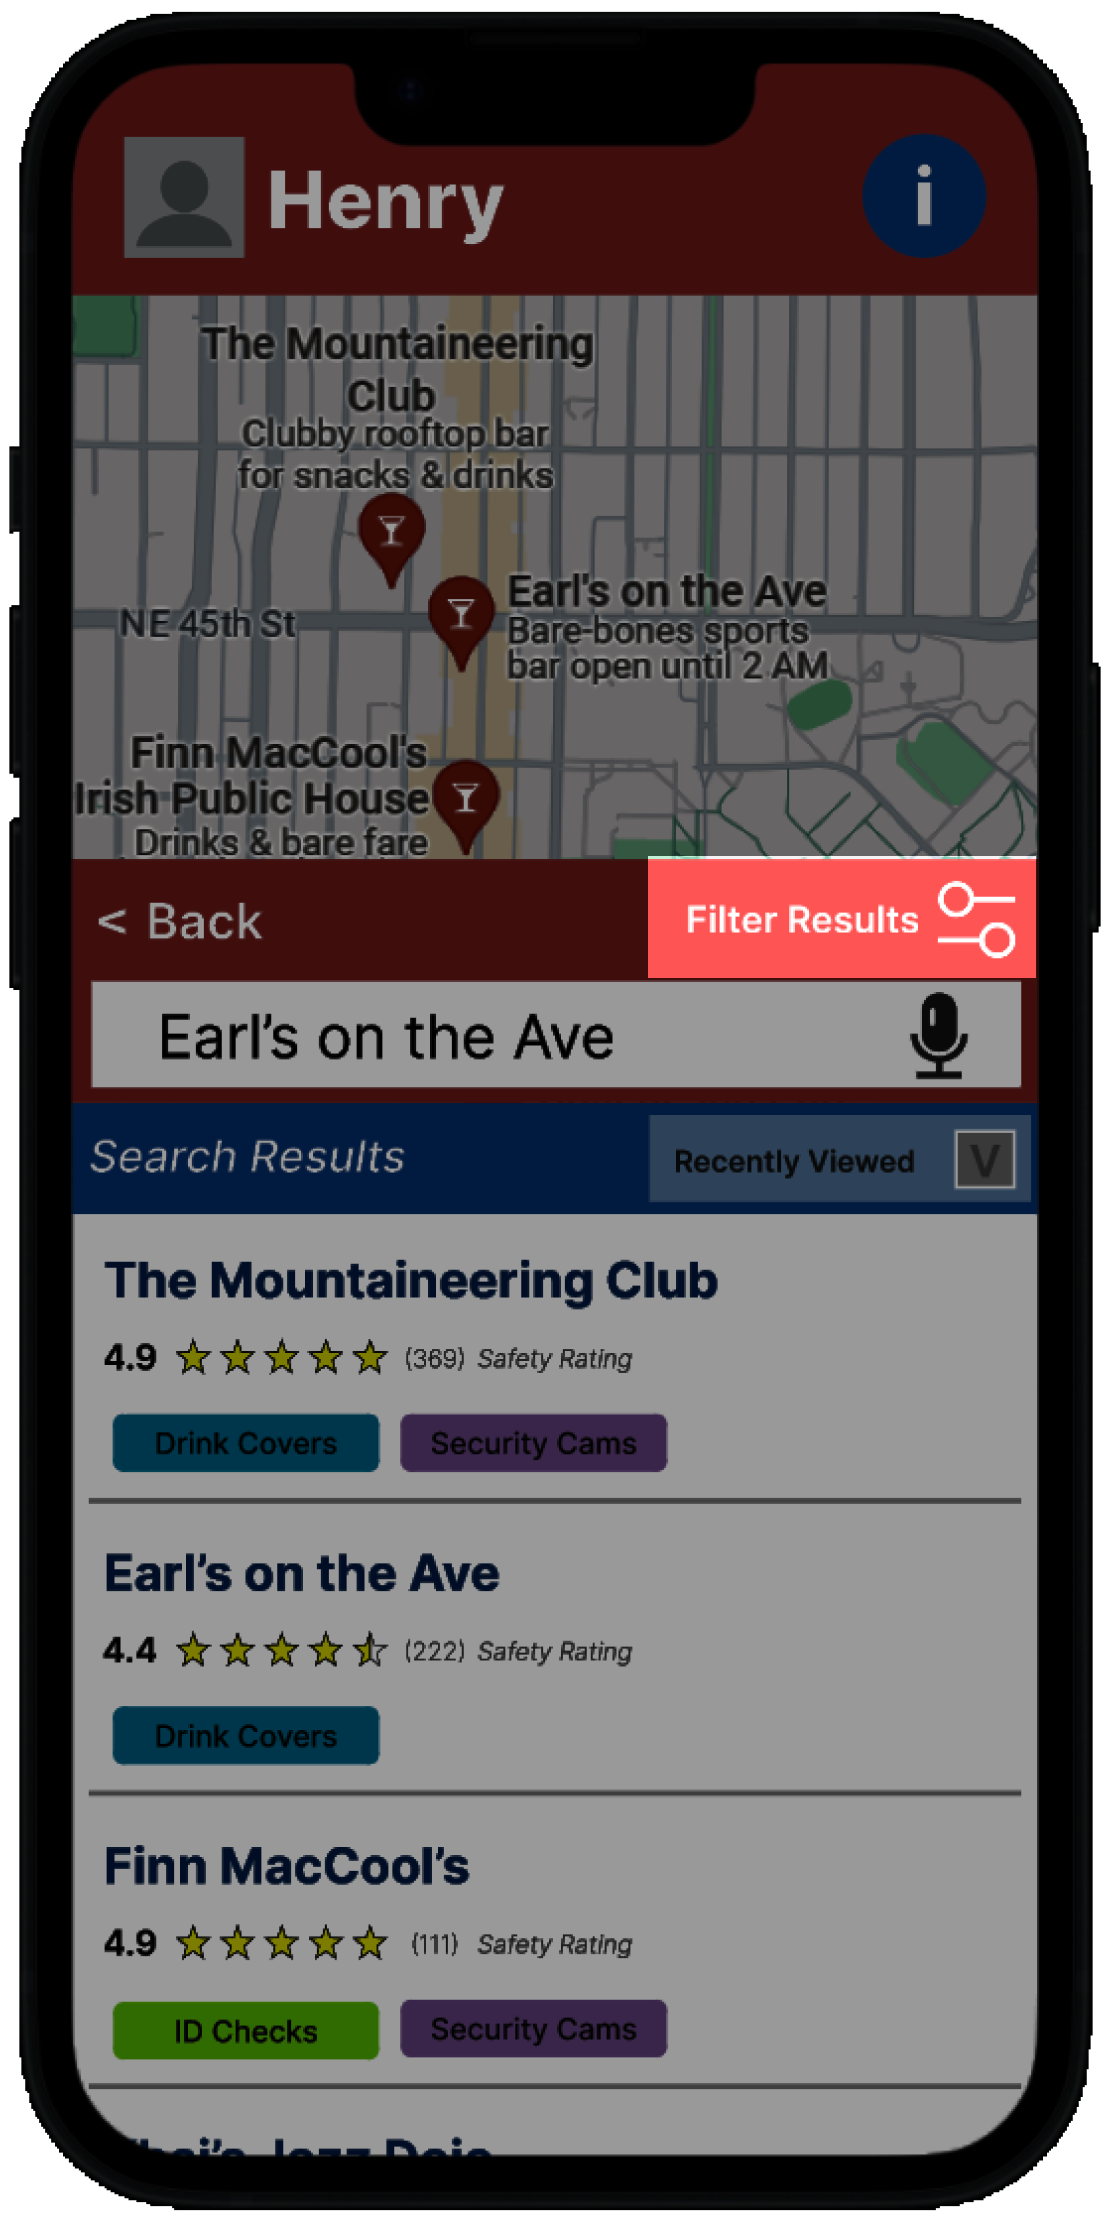 Henry
i
The Mountaineering
Club
Clubby rooftop bar
for snacks & drinks
Earl's on the Ave
Bare-bones sports
bar open until 2 AM
NE 45th St
Finn MacCool's
Irish Public House
Drinks & bare fare
< Back
Filter Results
Earl's on the Ave
Search Results
Recently Viewed V
The Mountaineering Club
4.9 (369) Safety Rating
Drink Covers Security Cams
Earl's on the Ave
4.4 (222) Safety Rating
Drink Covers
Finn MacCool's
4.9 (111) Safety Rating
ID Checks Security Cams
Jazz